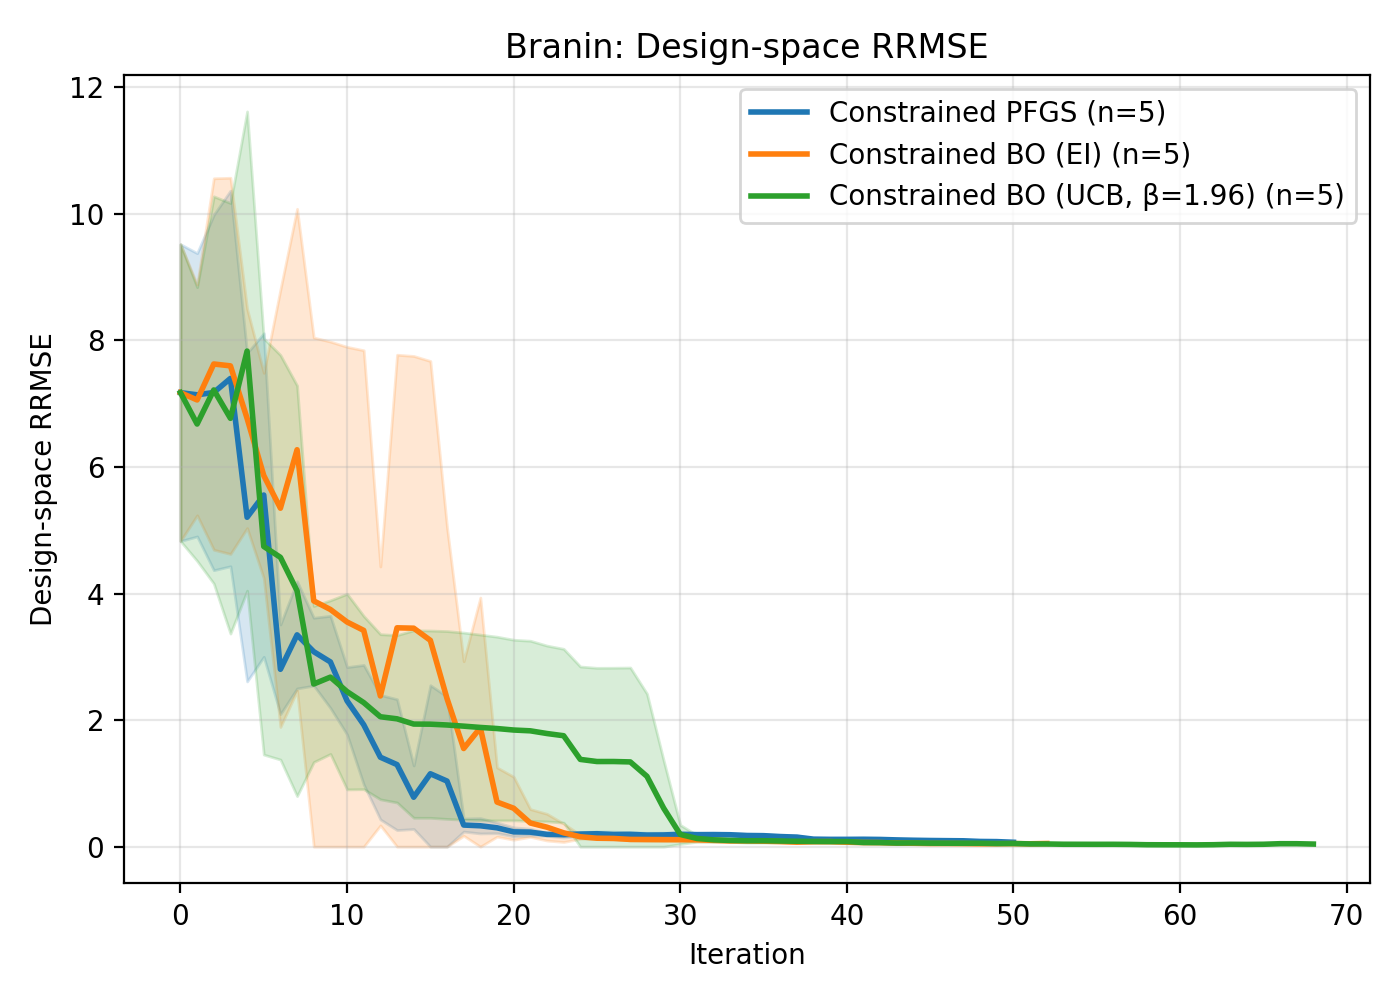 Branin: Design-space RRMSE
12
10
8
6
4
2
0
Design-space RRMSE
Constrained PFGS (n=5)
Constrained BO (EI) (n=5)
Constrained BO (UCB, β=1.96) (n=5)
0 10 20 30 40 50 60 70
Iteration